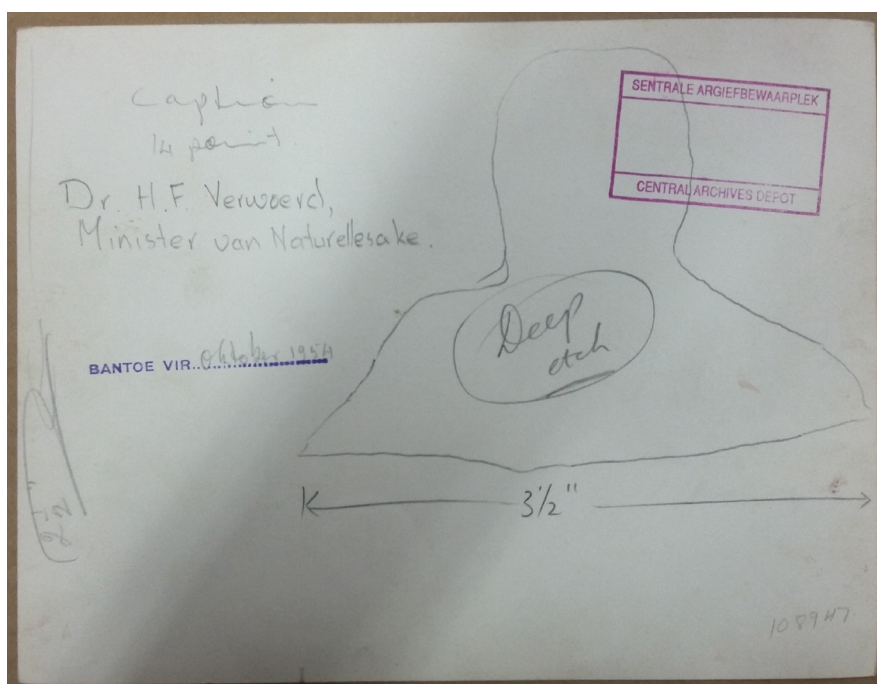 Caption
14 point
Dr. H.F. Verwoerd,
Minister van Naturellesake.
SENTRALE ARGIEFBEWAARPLEK
CENTRAL ARCHIVES DEPOT
BANTOE VIR Oktober 1954
Deep
etch
3½"
108947